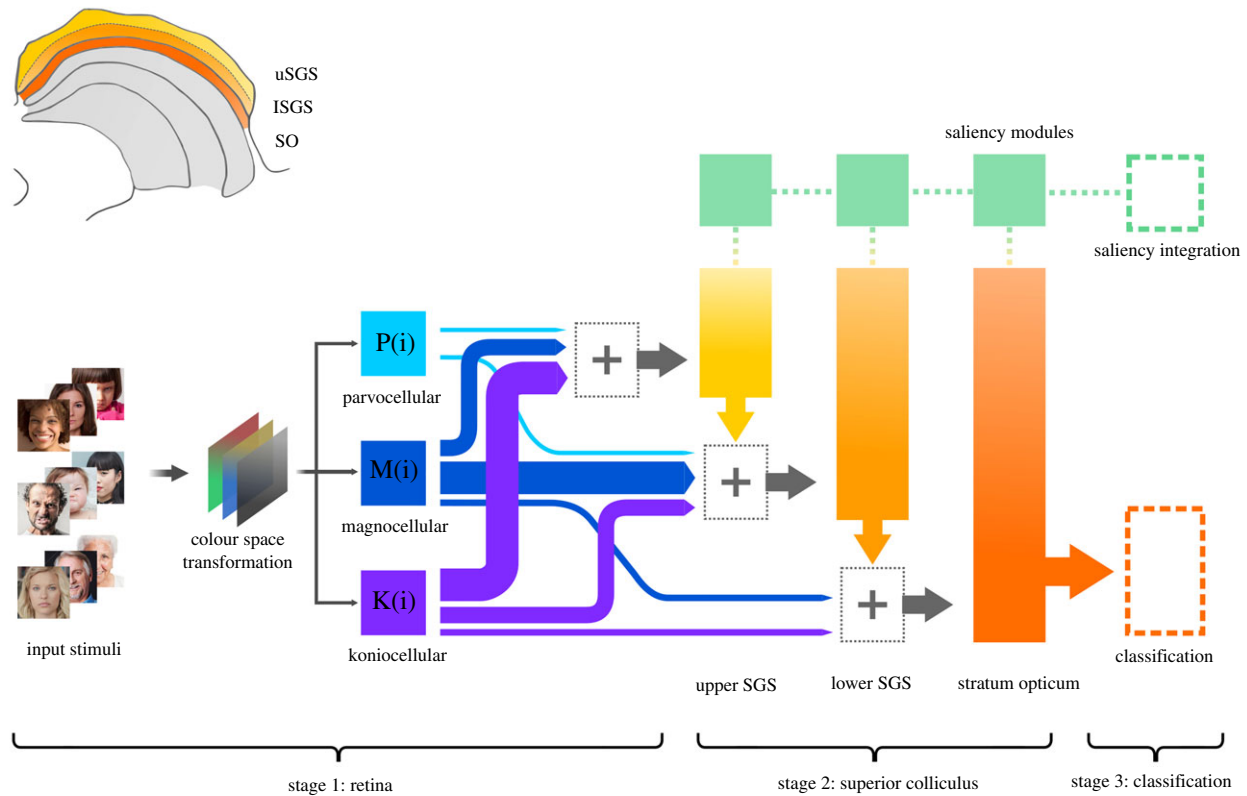 uSGS
lSGS
SO
saliency modules
saliency integration
P(i)
parvocellular
M(i)
magnocellular
K(i)
koniocellular
+
+
+
colour space
transformation
input stimuli
upper SGS
lower SGS
stratum opticum
classification
stage 1: retina
stage 2: superior colliculus
stage 3: classification